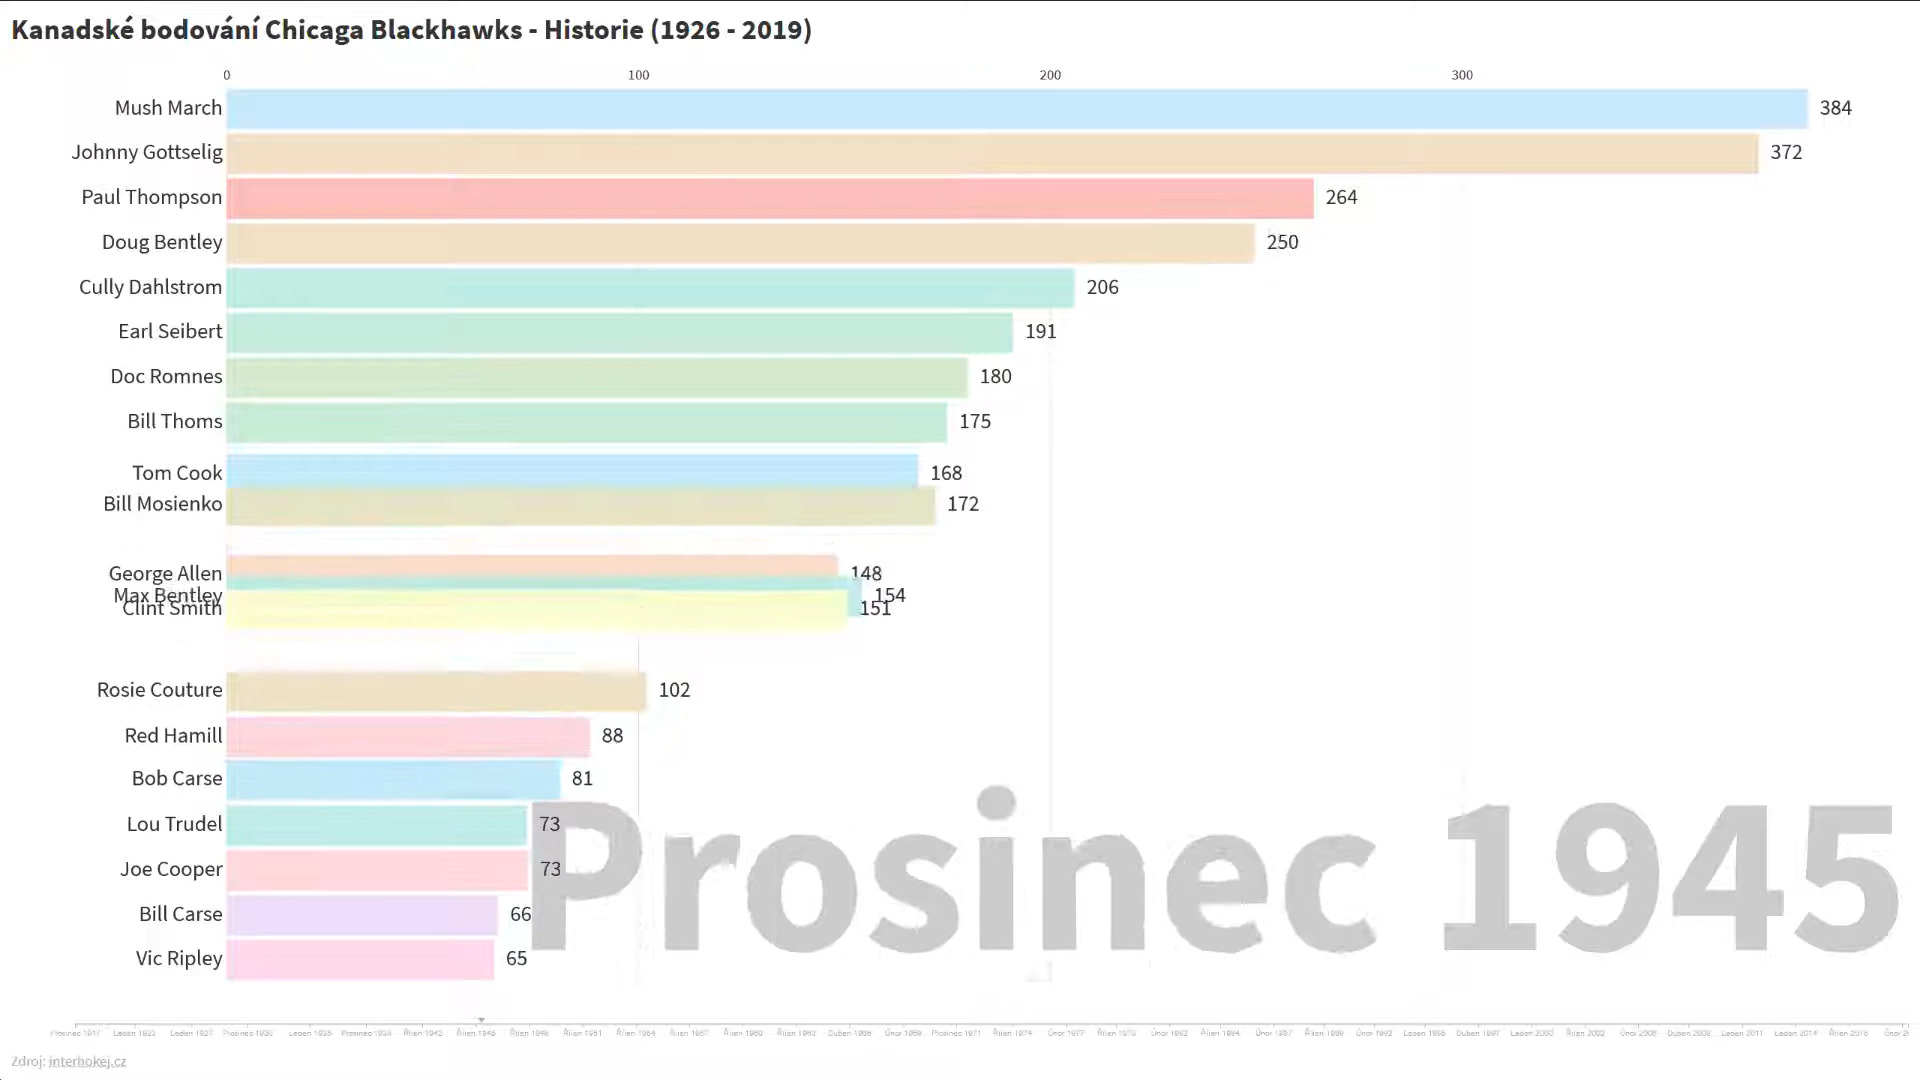 Kanadské bodování Chicaga Blackhawks - Historie (1926 - 2019)
0 100 200 300
Mush March 384
Johnny Gottselig 372
Paul Thompson 264
Doug Bentley 250
Cully Dahlstrom 206
Earl Seibert 191
Doc Romnes 180
Bill Thoms 175
Tom Cook 168
Bill Mosienko 172
George Allen 148
Max Bentley 154
Clint Smith 151
Rosie Couture 102
Red Hamill 88
Bob Carse 81
Lou Trudel 73
Joe Cooper 73
Bill Carse 66
Vic Ripley 65
Prosinec 1945
Zdroj: interhokej.cz